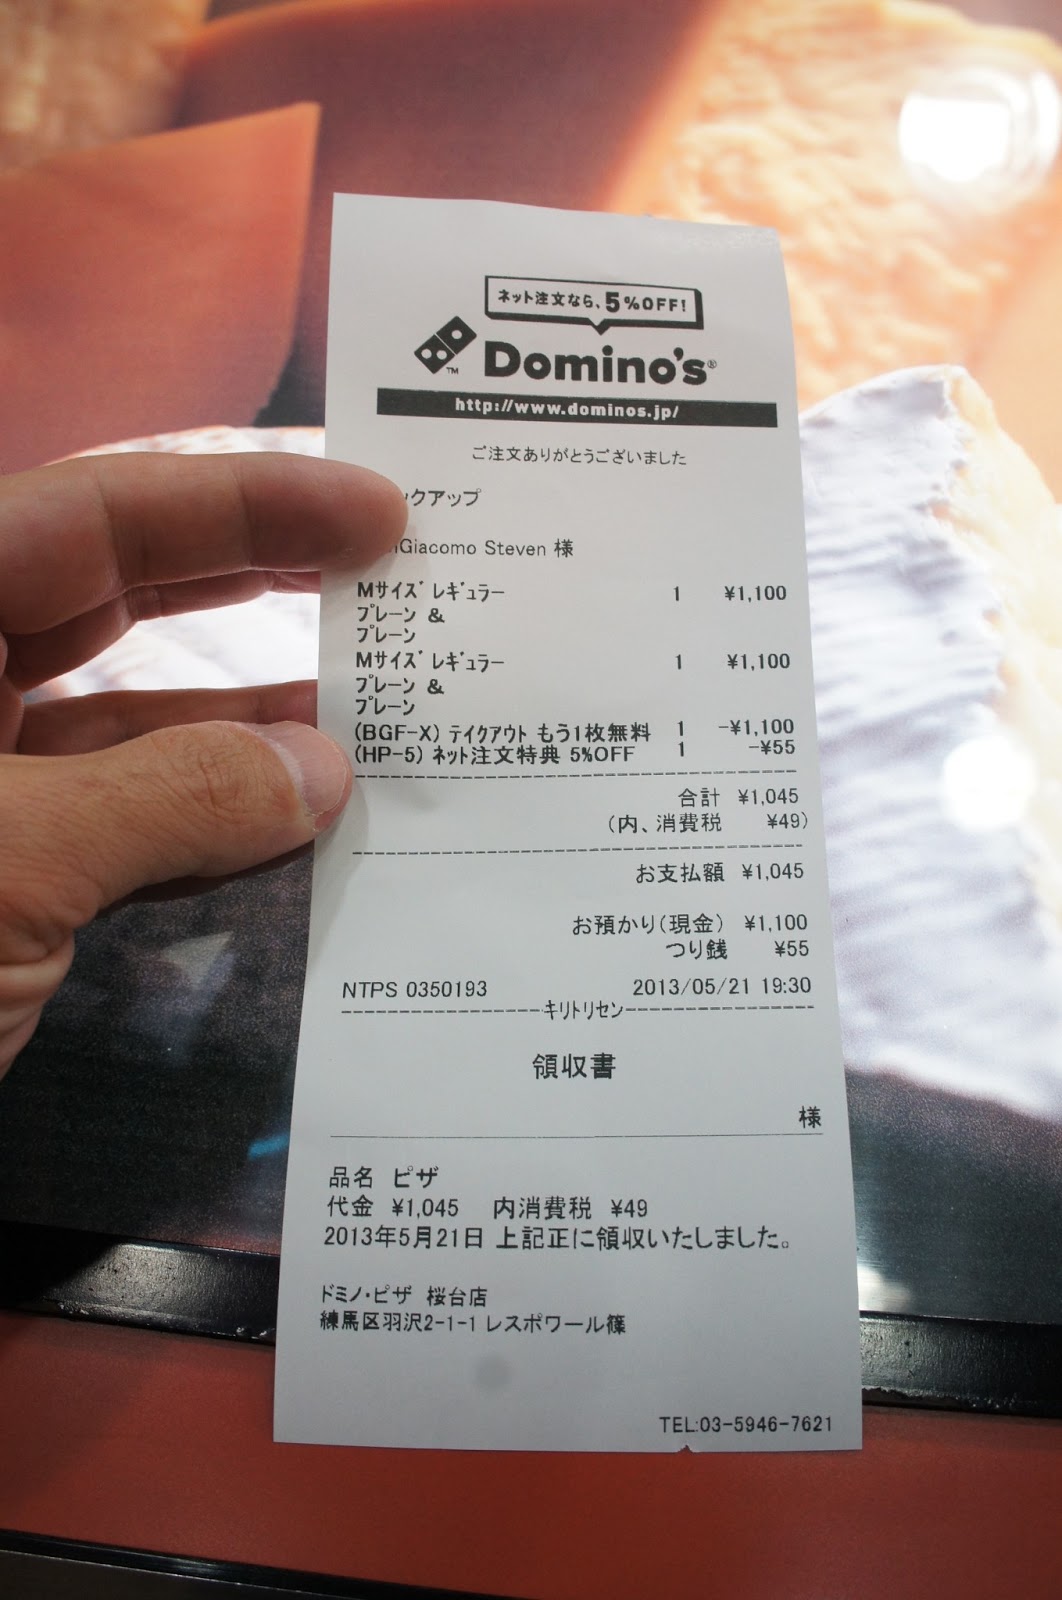 ネット注文なら、5%OFF!
Domino's®
™
http://www.dominos.jp/
ご注文ありがとうございました
ックアップ
Giacomo Steven 様
Mサイズ レギュラー 1 ¥1,100
プレーン &
プレーン
Mサイズ レギュラー 1 ¥1,100
プレーン &
プレーン
(BGF-X) テイクアウト もう1枚無料 1 -¥1,100
(HP-5) ネット注文特典 5%OFF 1 -¥55
合計 ¥1,045
(内、消費税 ¥49)
お支払額 ¥1,045
お預かり(現金) ¥1,100
つり銭 ¥55
NTPS 0350193 2013/05/21 19:30
キリトリセン
領収書
様
品名 ピザ
代金 ¥1,045 内消費税 ¥49
2013年5月21日 上記正に領収いたしました。
ドミノ・ピザ 桜台店
練馬区羽沢2-1-1 レスポワール篠
TEL:03-5946-7621